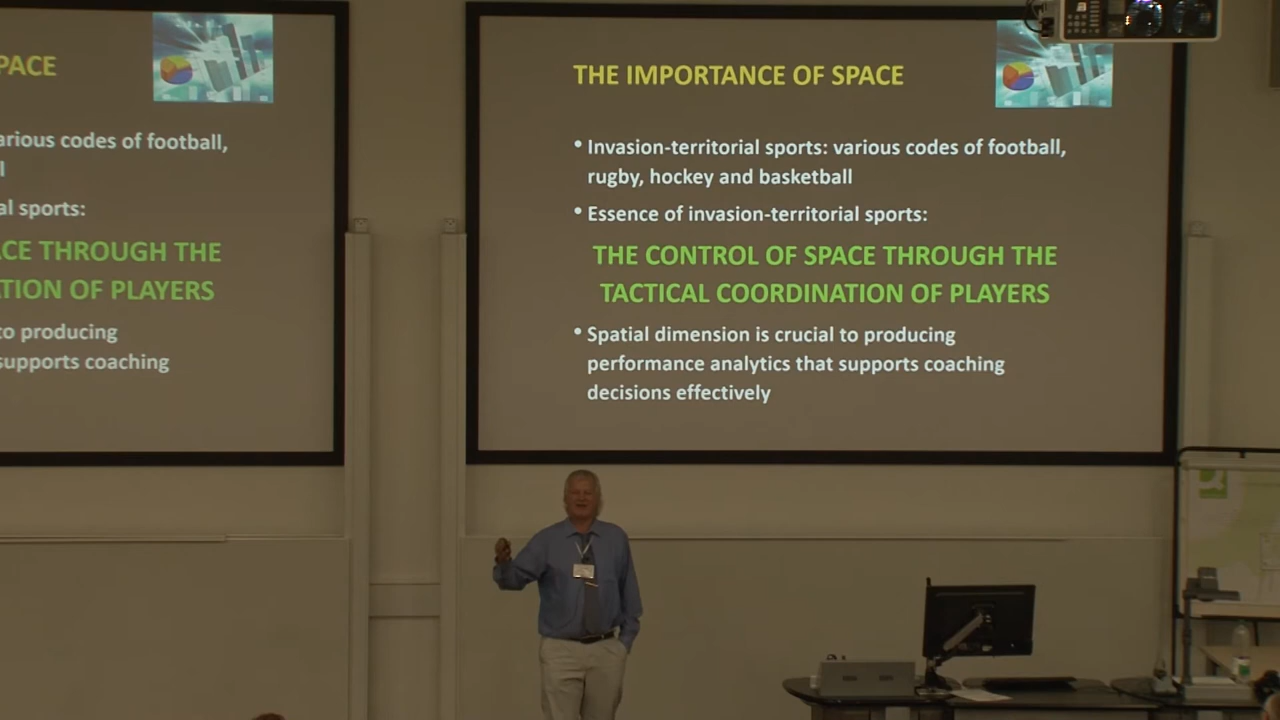 PACE
arious codes of football,
l
al sports:
CE THROUGH THE
TION OF PLAYERS
to producing
supports coaching
THE IMPORTANCE OF SPACE
• Invasion-territorial sports: various codes of football,
rugby, hockey and basketball
• Essence of invasion-territorial sports:
THE CONTROL OF SPACE THROUGH THE
TACTICAL COORDINATION OF PLAYERS
• Spatial dimension is crucial to producing
performance analytics that supports coaching
decisions effectively